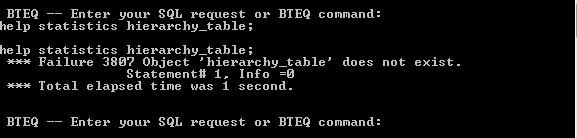 BTEQ -- Enter your SQL request or BTEQ command:
help statistics hierarchy_table;
help statistics hierarchy_table;
*** Failure 3807 Object 'hierarchy_table' does not exist.
Statement# 1, Info =0
*** Total elapsed time was 1 second.
BTEQ -- Enter your SQL request or BTEQ command: